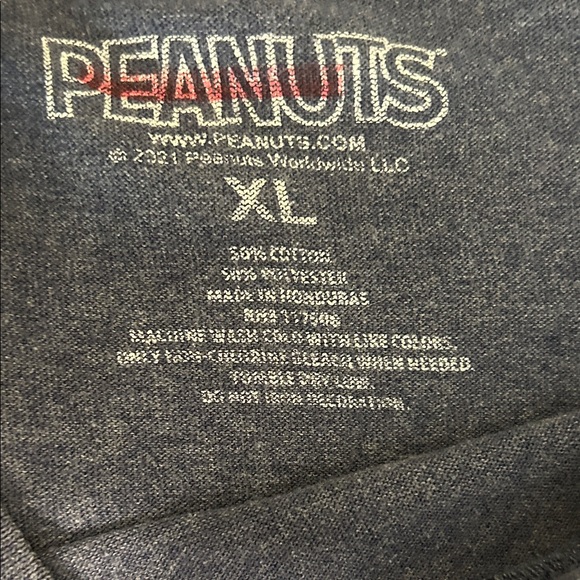 PEANUTS™
WWW.PEANUTS.COM
© 2021 Peanuts Worldwide LLC
XL
50% COTTON
50% POLYESTER
MADE IN HONDURAS
MACHINE WASH COLD WITH LIKE COLORS.
ONLY NON-CHLORINE BLEACH, WHEN NEEDED.
TUMBLE DRY LOW.
DO NOT IRON DECORATION.